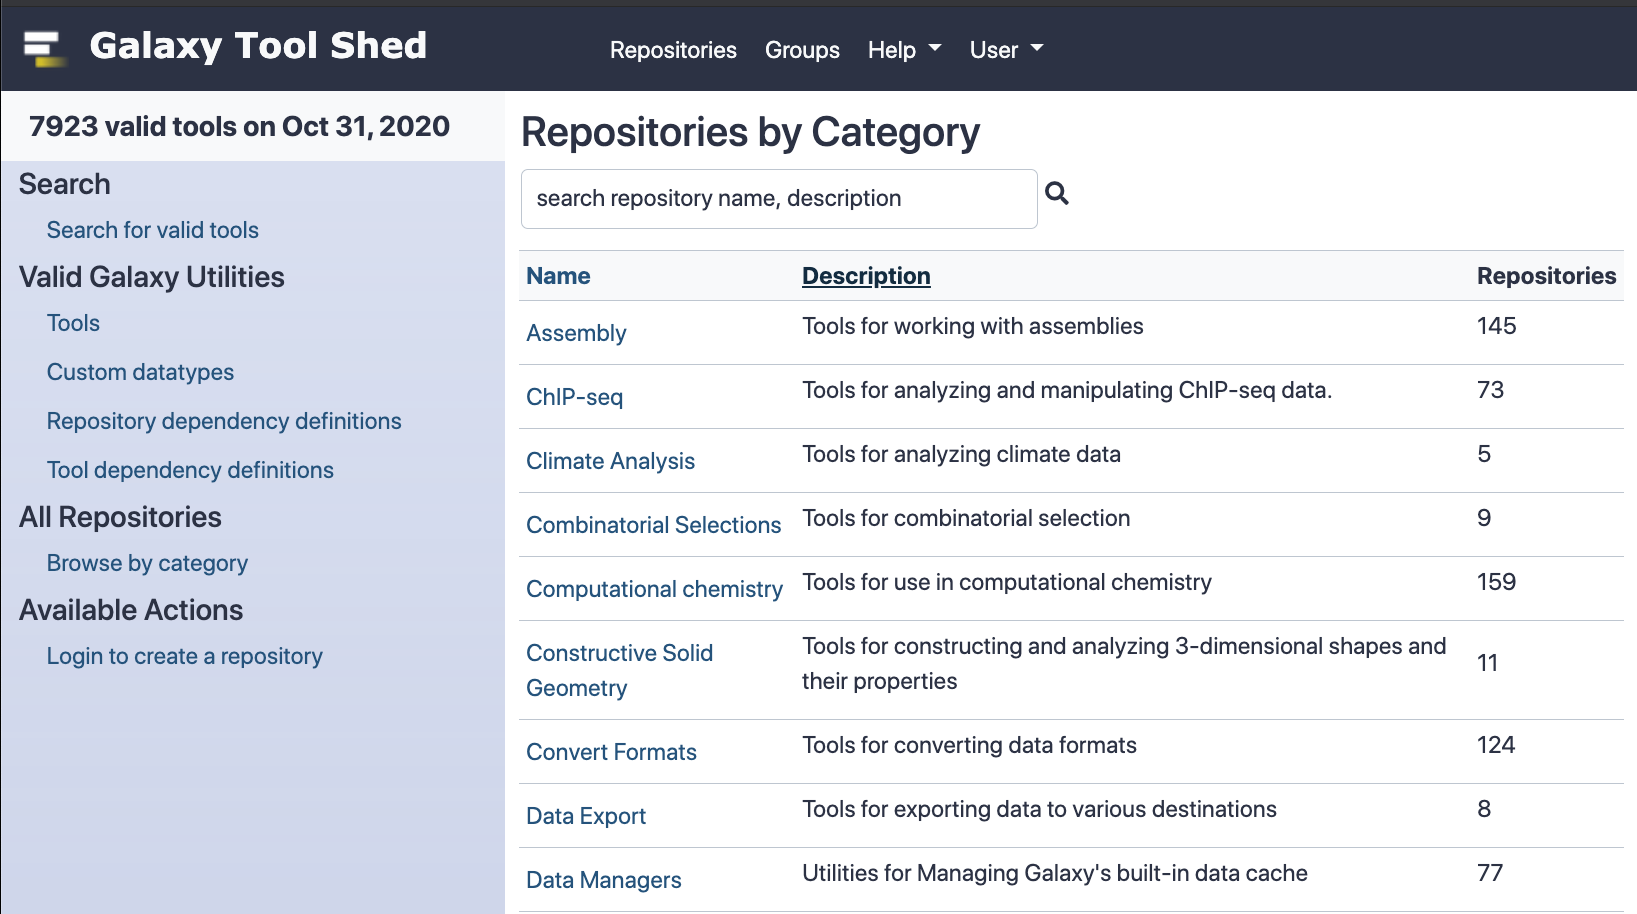 Galaxy Tool Shed
Repositories Groups Help User
7923 valid tools on Oct 31, 2020
Search
Search for valid tools
Valid Galaxy Utilities
Tools
Custom datatypes
Repository dependency definitions
Tool dependency definitions
All Repositories
Browse by category
Available Actions
Login to create a repository
Repositories by Category
search repository name, description
Name Description Repositories
Assembly Tools for working with assemblies 145
ChIP-seq Tools for analyzing and manipulating ChIP-seq data. 73
Climate Analysis Tools for analyzing climate data 5
Combinatorial Selections Tools for combinatorial selection 9
Computational chemistry Tools for use in computational chemistry 159
Constructive Solid Tools for constructing and analyzing 3-dimensional shapes and 11
Geometry their properties
Convert Formats Tools for converting data formats 124
Data Export Tools for exporting data to various destinations 8
Data Managers Utilities for Managing Galaxy's built-in data cache 77